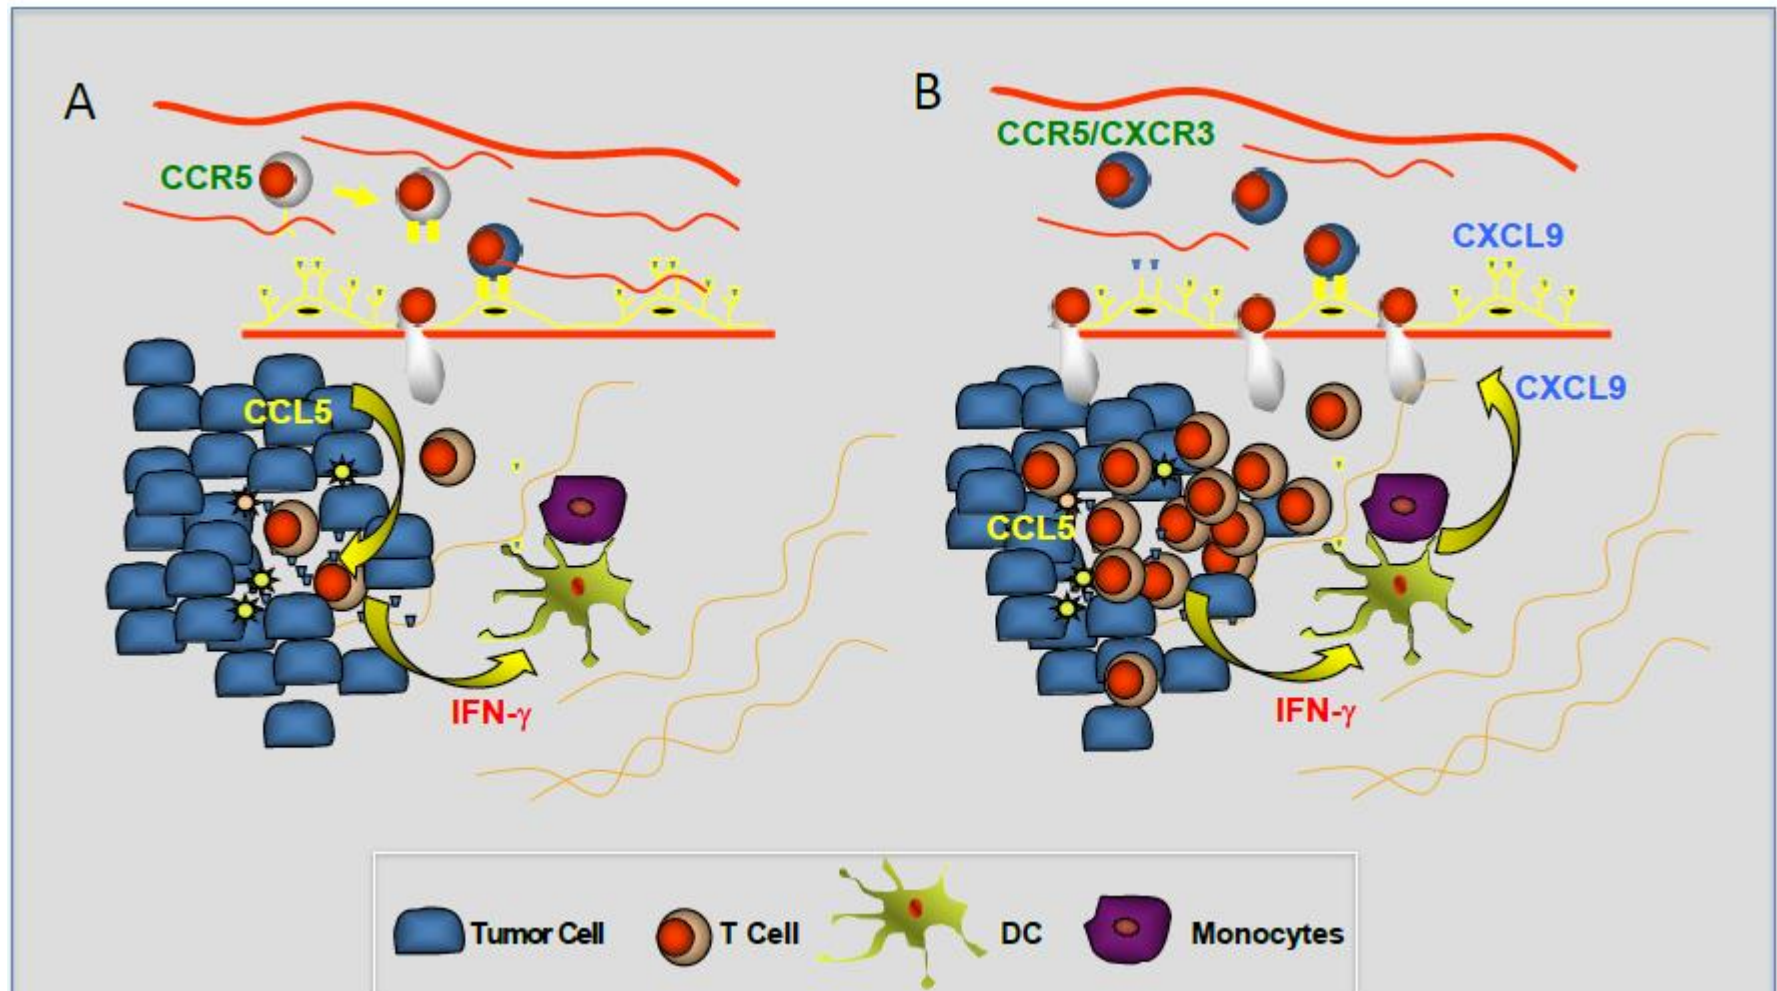 A
CCR5
CCL5
IFN-γ
B
CCR5/CXCR3
CXCL9
CXCL9
CCL5
IFN-γ
Tumor Cell
T Cell
DC
Monocytes